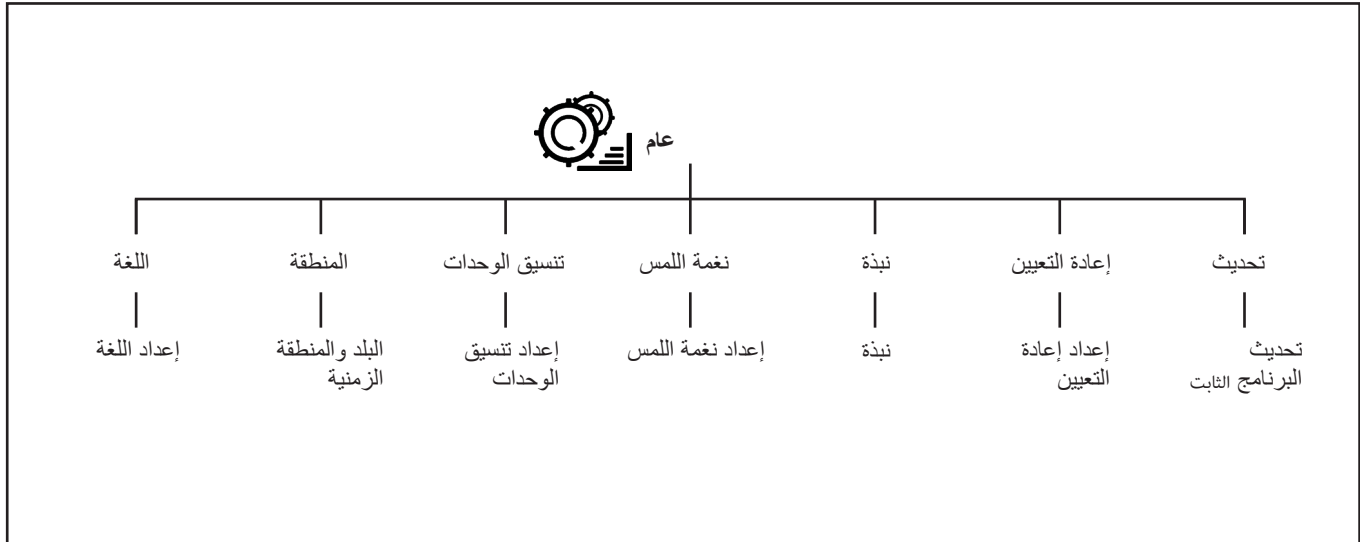 عام
تحديث
إعادة التعيين
نبذة
نغمة اللمس
تنسيق الوحدات
المنطقة
اللغة
تحديث
البرنامج الثابت
إعداد إعادة
التعيين
نبذة
إعداد نغمة اللمس
إعداد تنسيق
الوحدات
البلد والمنطقة
الزمنية
إعداد اللغة